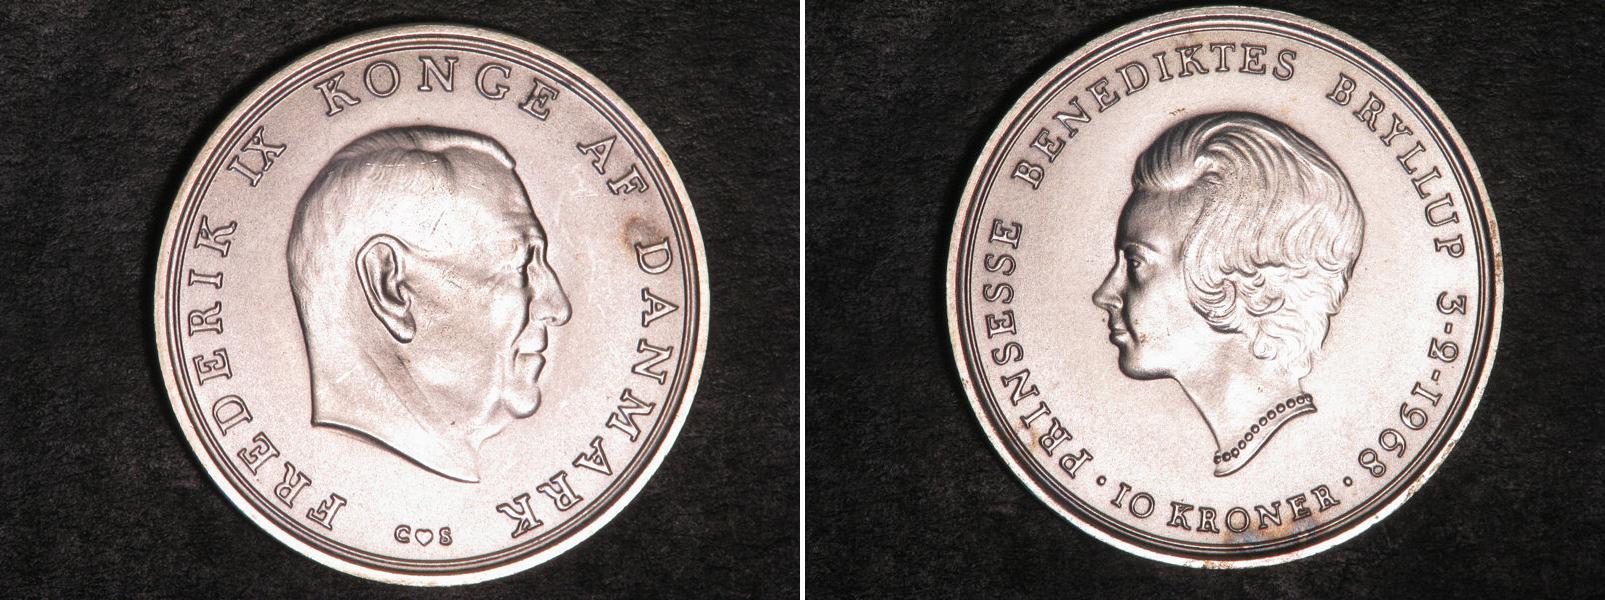 FREDERIK IX KONGE AF DANMARK
C♥S
PRINSESSE BENEDIKTES BRYLLUP 3-2-1968
· 10 KRONER ·